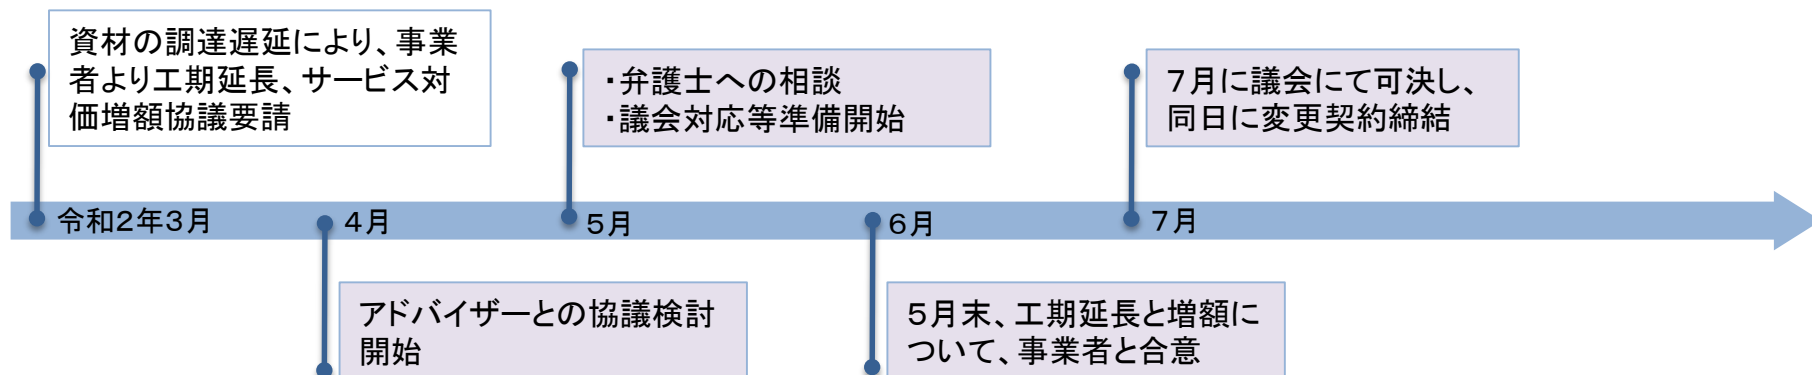 資材の調達遅延により、事業
者より工期延長、サービス対
価増額協議要請
・弁護士への相談
・議会対応等準備開始
７月に議会にて可決し、
同日に変更契約締結
令和２年３月
４月
５月
６月
７月
アドバイザーとの協議検討
開始
５月末、工期延長と増額に
ついて、事業者と合意